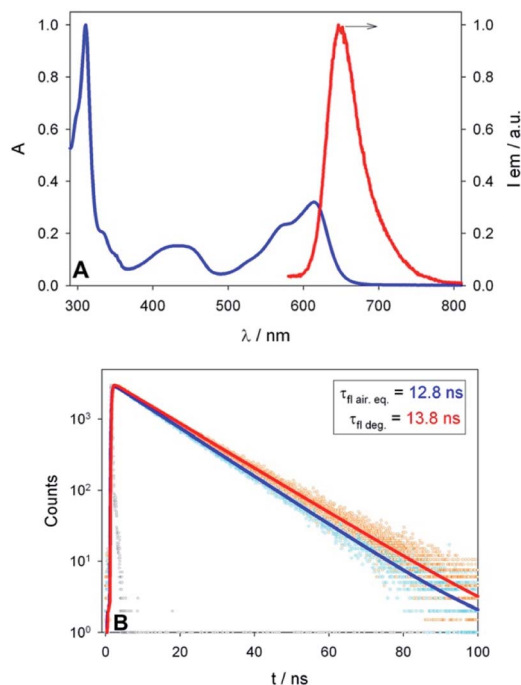 1.0
0.8
0.6
0.4
0.2
0.0
A
A
300 400 500 600 700 800
λ / nm
1.0
0.8
0.6
0.4
0.2
0.0
I em / a.u.
10³
10²
10¹
10⁰
Counts
B
τfl air. eq. = 12.8 ns
τfl deg. = 13.8 ns
0 20 40 60 80 100
t / ns